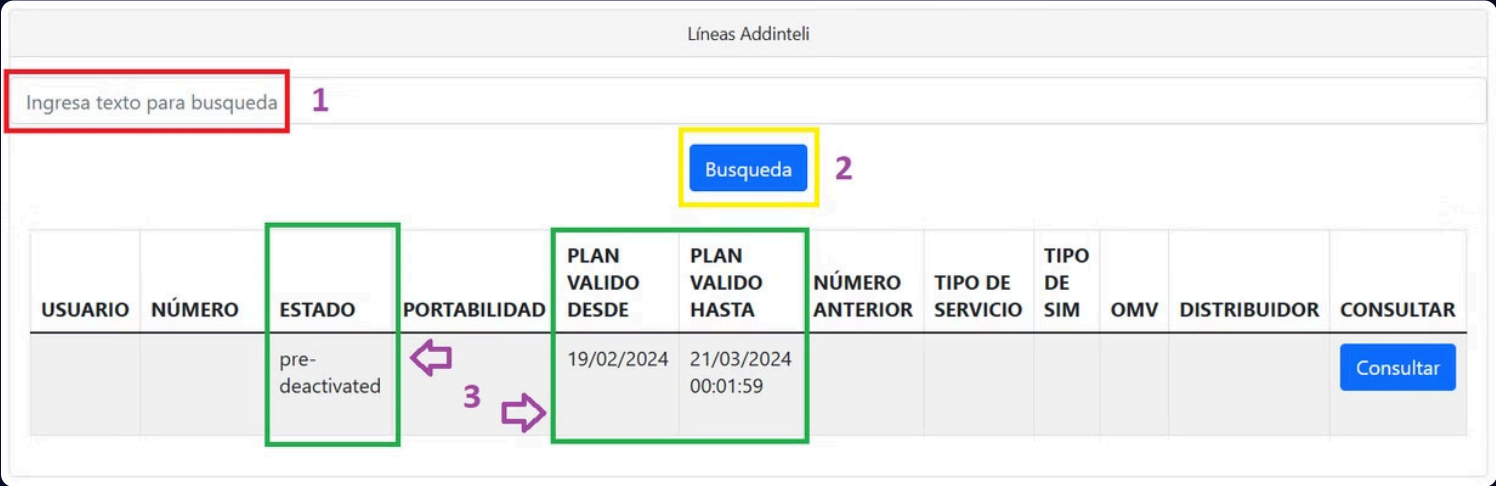 Líneas Addinteli
Ingresa texto para busqueda
1
Busqueda
2
USUARIO
NÚMERO
ESTADO
PORTABILIDAD
PLAN
VALIDO
DESDE
PLAN
VALIDO
HASTA
NÚMERO
ANTERIOR
TIPO DE
SERVICIO
TIPO
DE
SIM
OMV
DISTRIBUIDOR
CONSULTAR
pre-
deactivated
3
19/02/2024
21/03/2024
00:01:59
Consultar